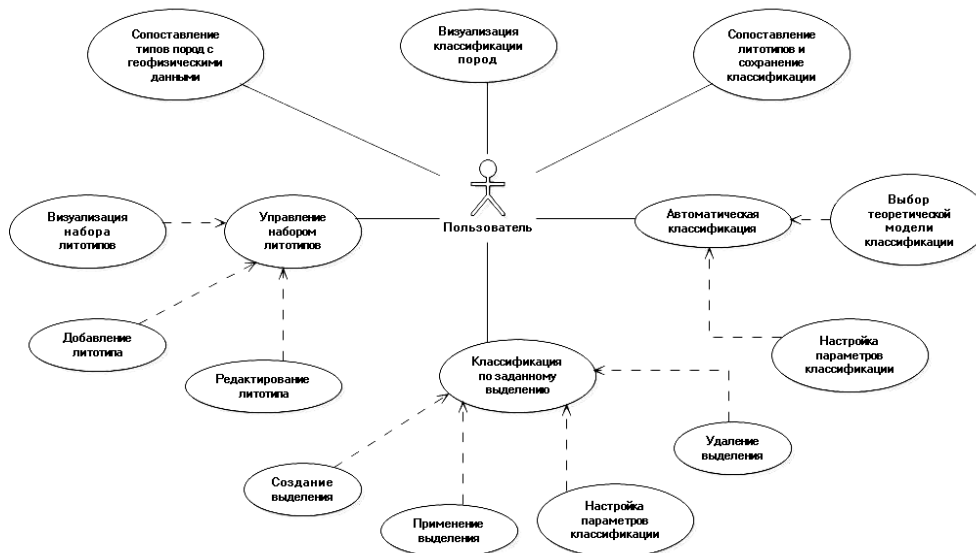 Сопоставление
типов пород с
геофизическими
данными
Визуализация
классификации
пород
Сопоставление
литотипов и
сохранение
классификации
Визуализация
набора
литотипов
Управление
набором
литотипов
Пользователь
Автоматическая
классификация
Выбор
теоретической
модели
классификации
Добавление
литотипа
Редактирование
литотипа
Классификация
по заданному
выделению
Настройка
параметров
классификации
Удаление
выделения
Создание
выделения
Применение
выделения
Настройка
параметров
классификации